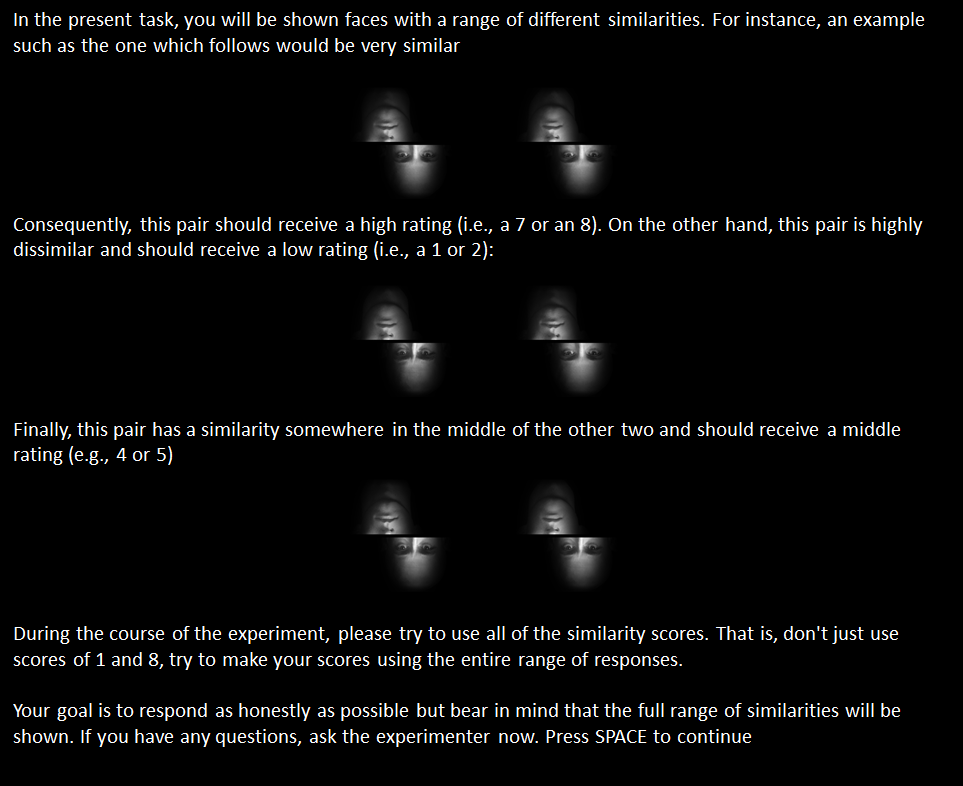 In the present task, you will be shown faces with a range of different similarities. For instance, an example
such as the one which follows would be very similar
Consequently, this pair should receive a high rating (i.e., a 7 or an 8). On the other hand, this pair is highly
dissimilar and should receive a low rating (i.e., a 1 or 2):
Finally, this pair has a similarity somewhere in the middle of the other two and should receive a middle
rating (e.g., 4 or 5)
During the course of the experiment, please try to use all of the similarity scores. That is, don't just use
scores of 1 and 8, try to make your scores using the entire range of responses.
Your goal is to respond as honestly as possible but bear in mind that the full range of similarities will be
shown. If you have any questions, ask the experimenter now. Press SPACE to continue